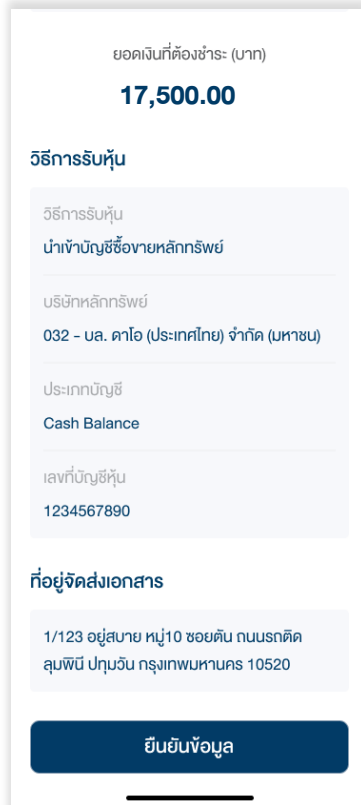 ยอดเงินที่ต้องชำระ (บาท)
17,500.00
วิธีการรับหุ้น
วิธีการรับหุ้น
นำเข้าบัญชีซื้อขายหลักทรัพย์
บริษัทหลักทรัพย์
032 - บล. ดาโอ (ประเทศไทย) จำกัด (มหาชน)
ประเภทบัญชี
Cash Balance
เลขที่บัญชีหุ้น
1234567890
ที่อยู่จัดส่งเอกสาร
1/123 อยู่สบาย หมู่10 ซอยตัน ถนนรถติด
ลุมพินี ปทุมวัน กรุงเทพมหานคร 10520
ยืนยันข้อมูล